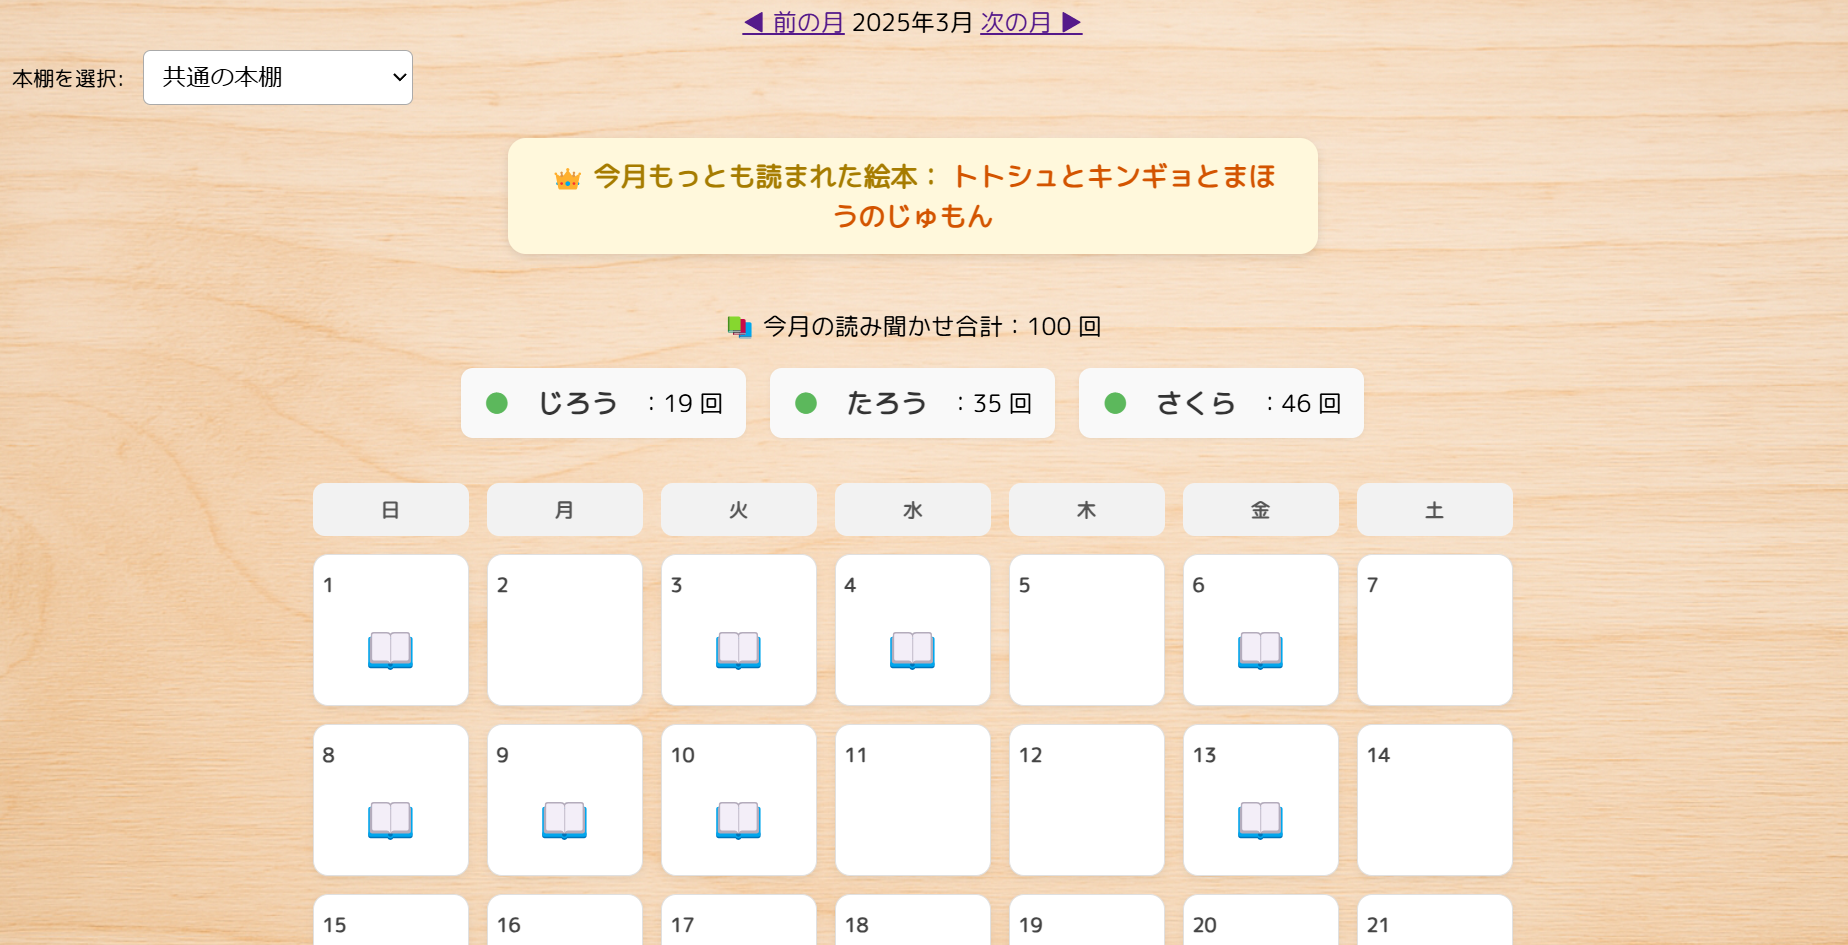 ◀ 前の月 2025年3月 次の月 ▶
本棚を選択: 共通の本棚
今月もっとも読まれた絵本： トトシュとキンギョとまほ
うのじゅもん
今月の読み聞かせ合計：100 回
じろう ：19 回 たろう ：35 回 さくら ：46 回
日 月 火 水 木 金 土
1 2 3 4 5 6 7
8 9 10 11 12 13 14
15 16 17 18 19 20 21